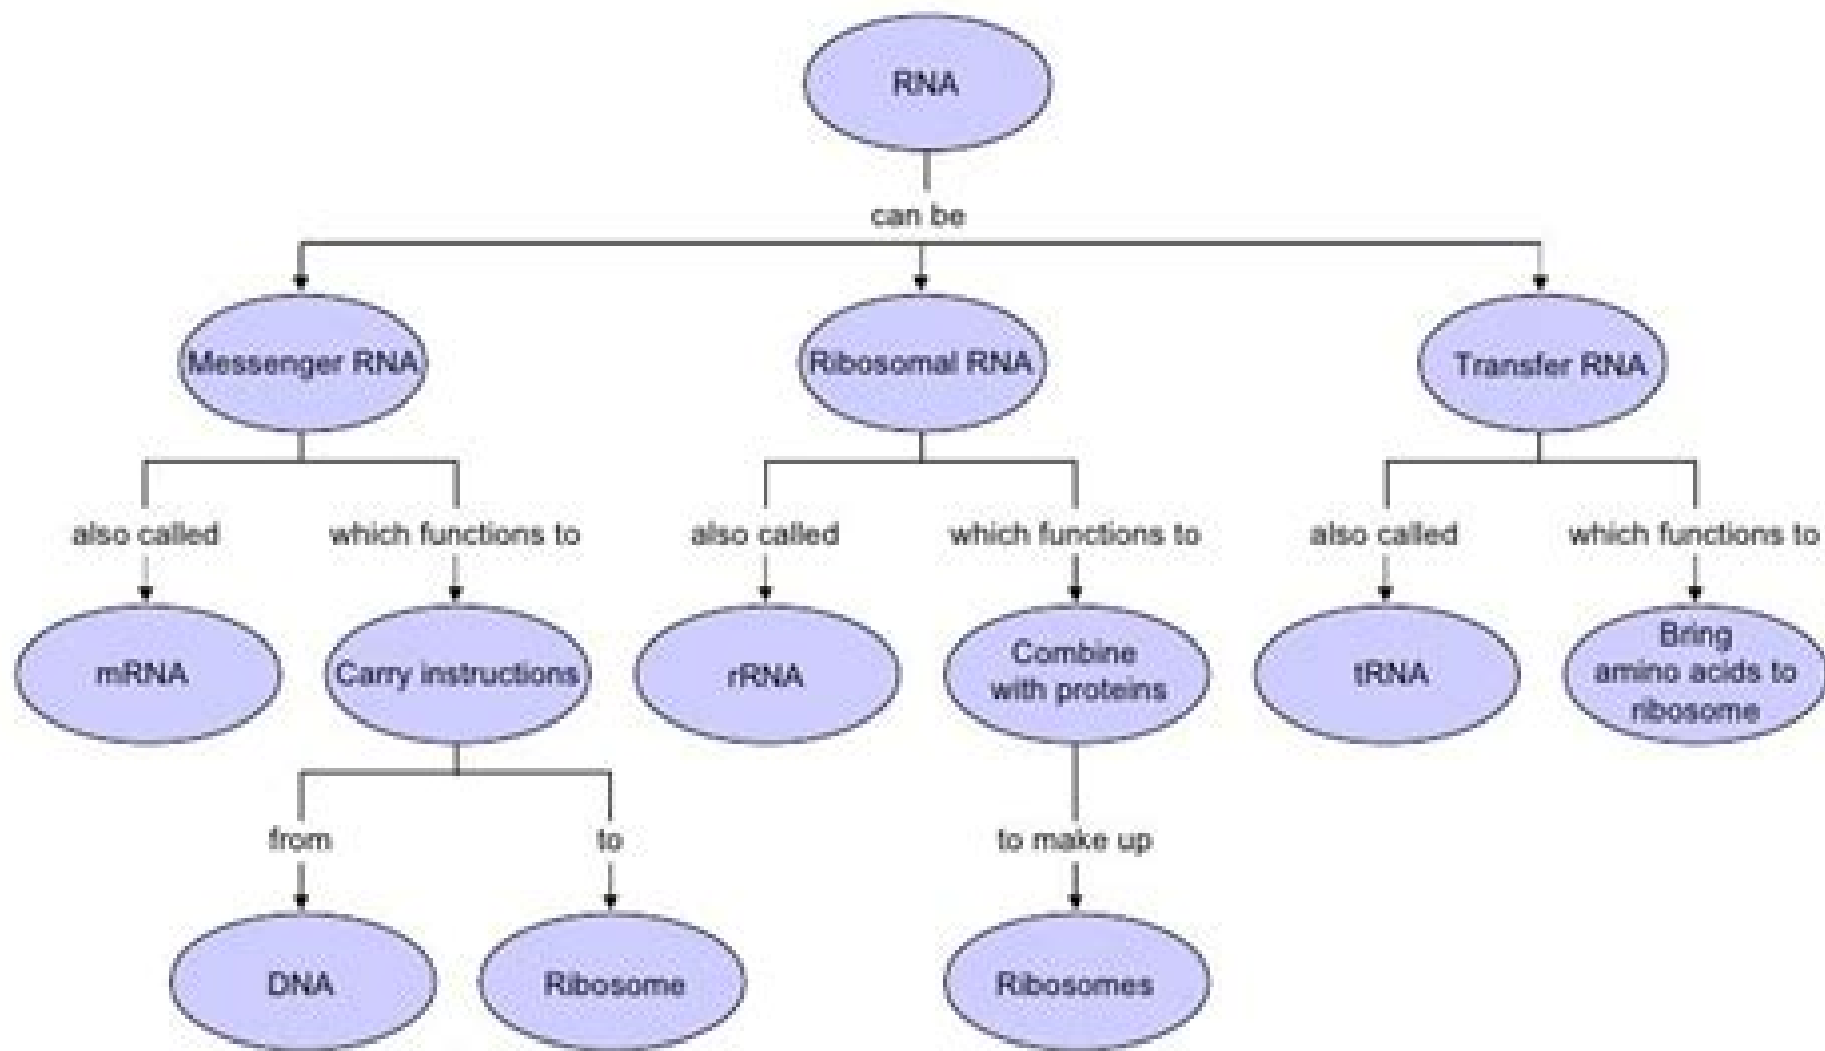 RNA
can be
Messenger RNA
Ribosomal RNA
Transfer RNA
also called
which functions to
also called
which functions to
also called
which functions to
mRNA
Carry instructions
rRNA
Combine
with proteins
tRNA
Bring
amino acids to
ribosome
from
to
to make up
DNA
Ribosome
Ribosomes